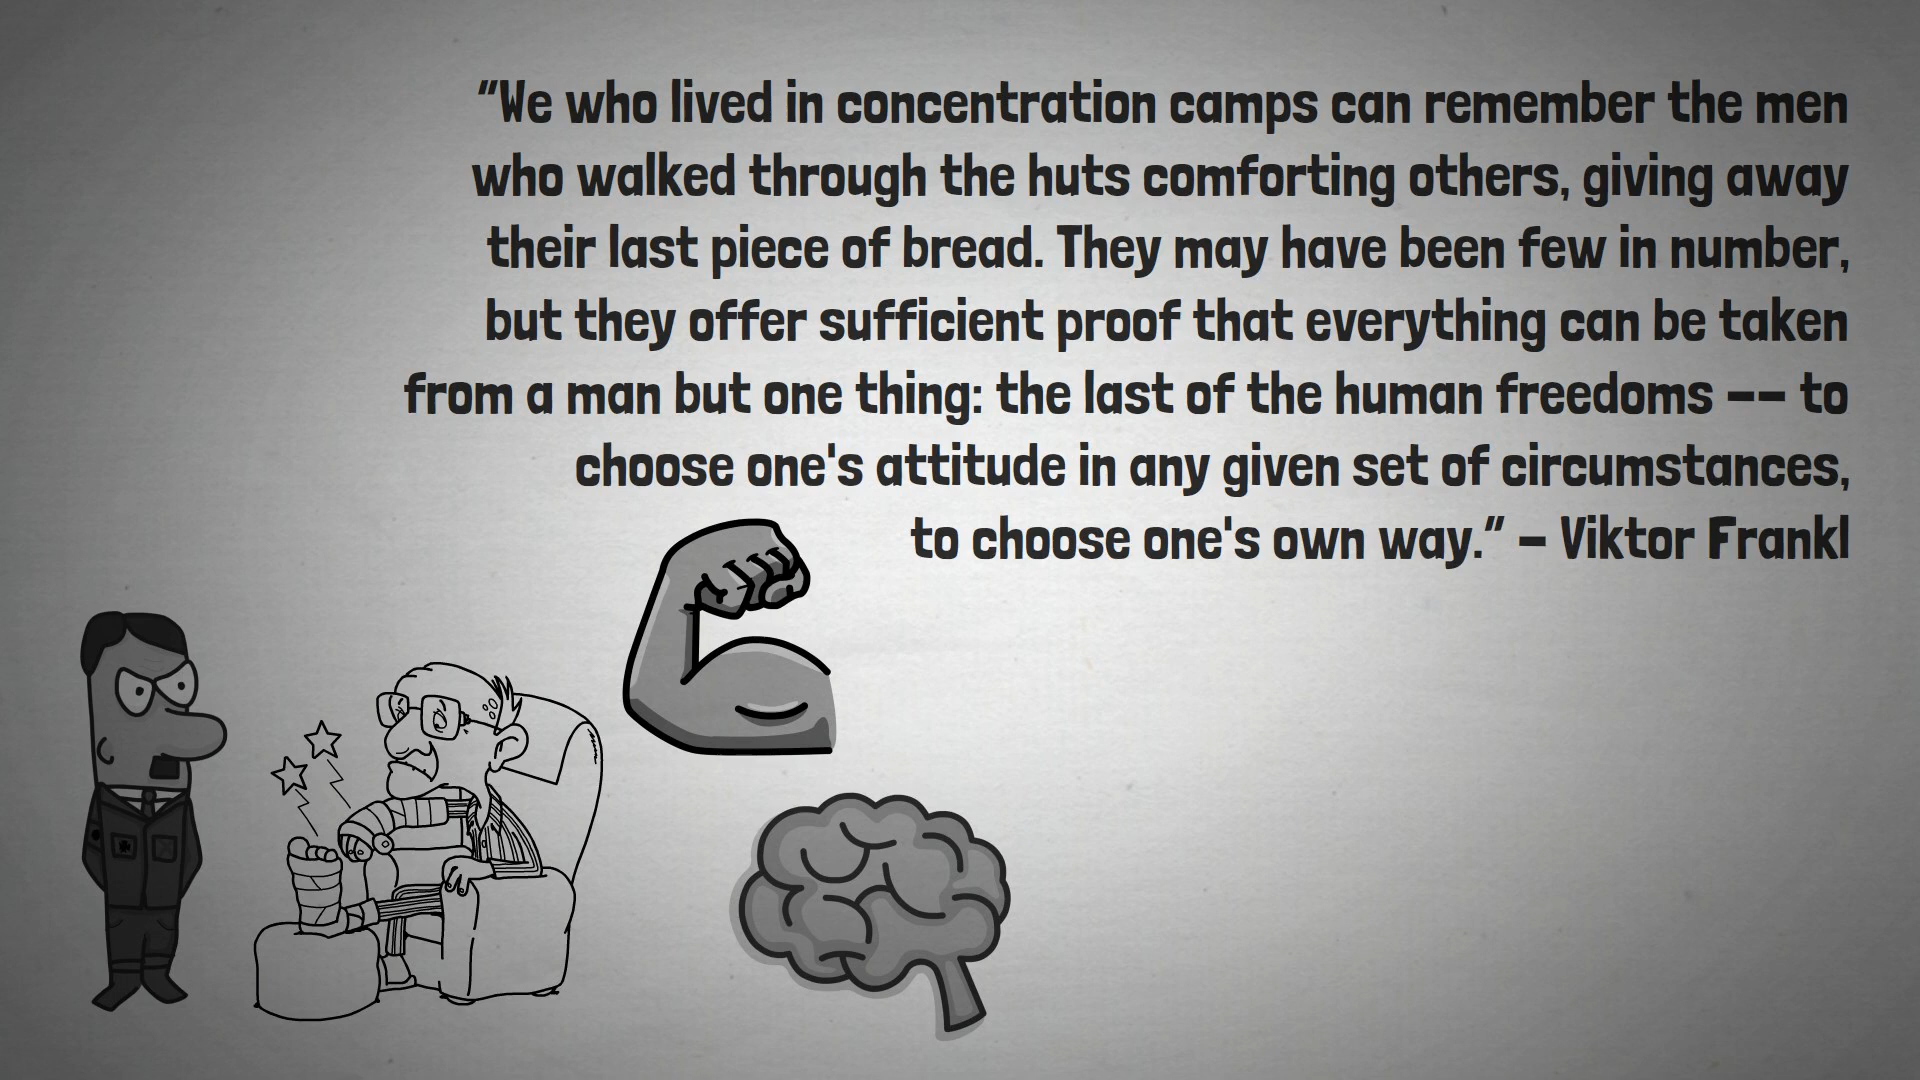 "We who lived in concentration camps can remember the men
who walked through the huts comforting others, giving away
their last piece of bread. They may have been few in number,
but they offer sufficient proof that everything can be taken
from a man but one thing: the last of the human freedoms –– to
choose one's attitude in any given set of circumstances,
to choose one's own way." – Viktor Frankl